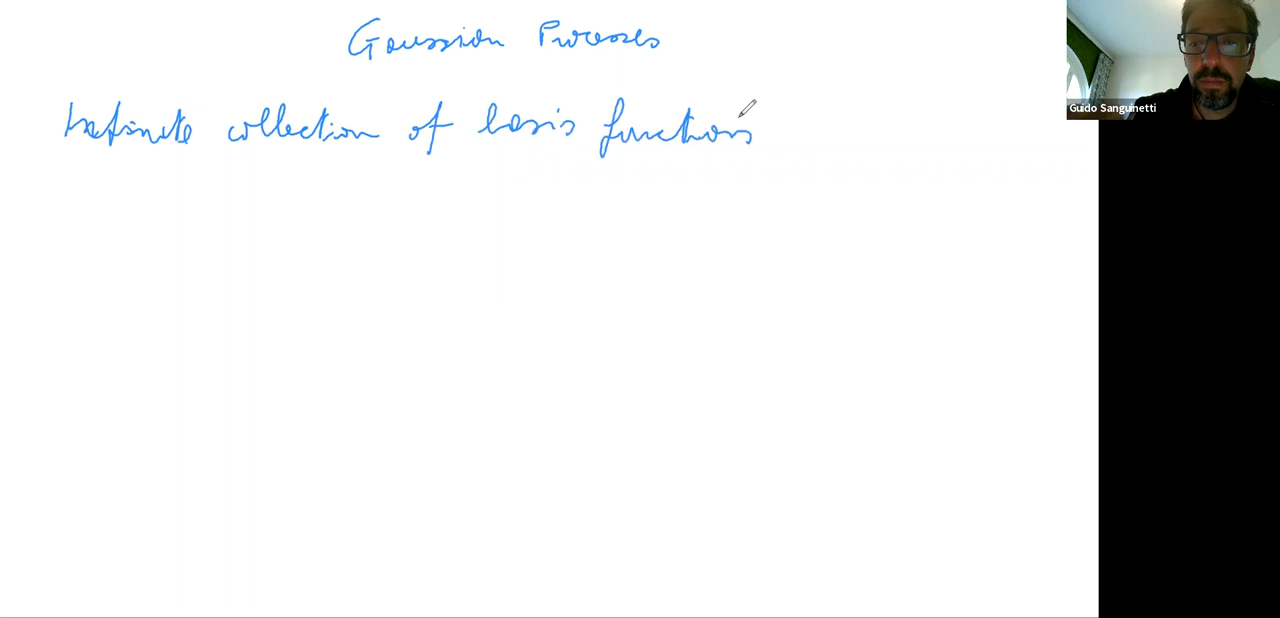 Gaussian Processes
Guido Sanguinetti
Infinite collection of basis functions